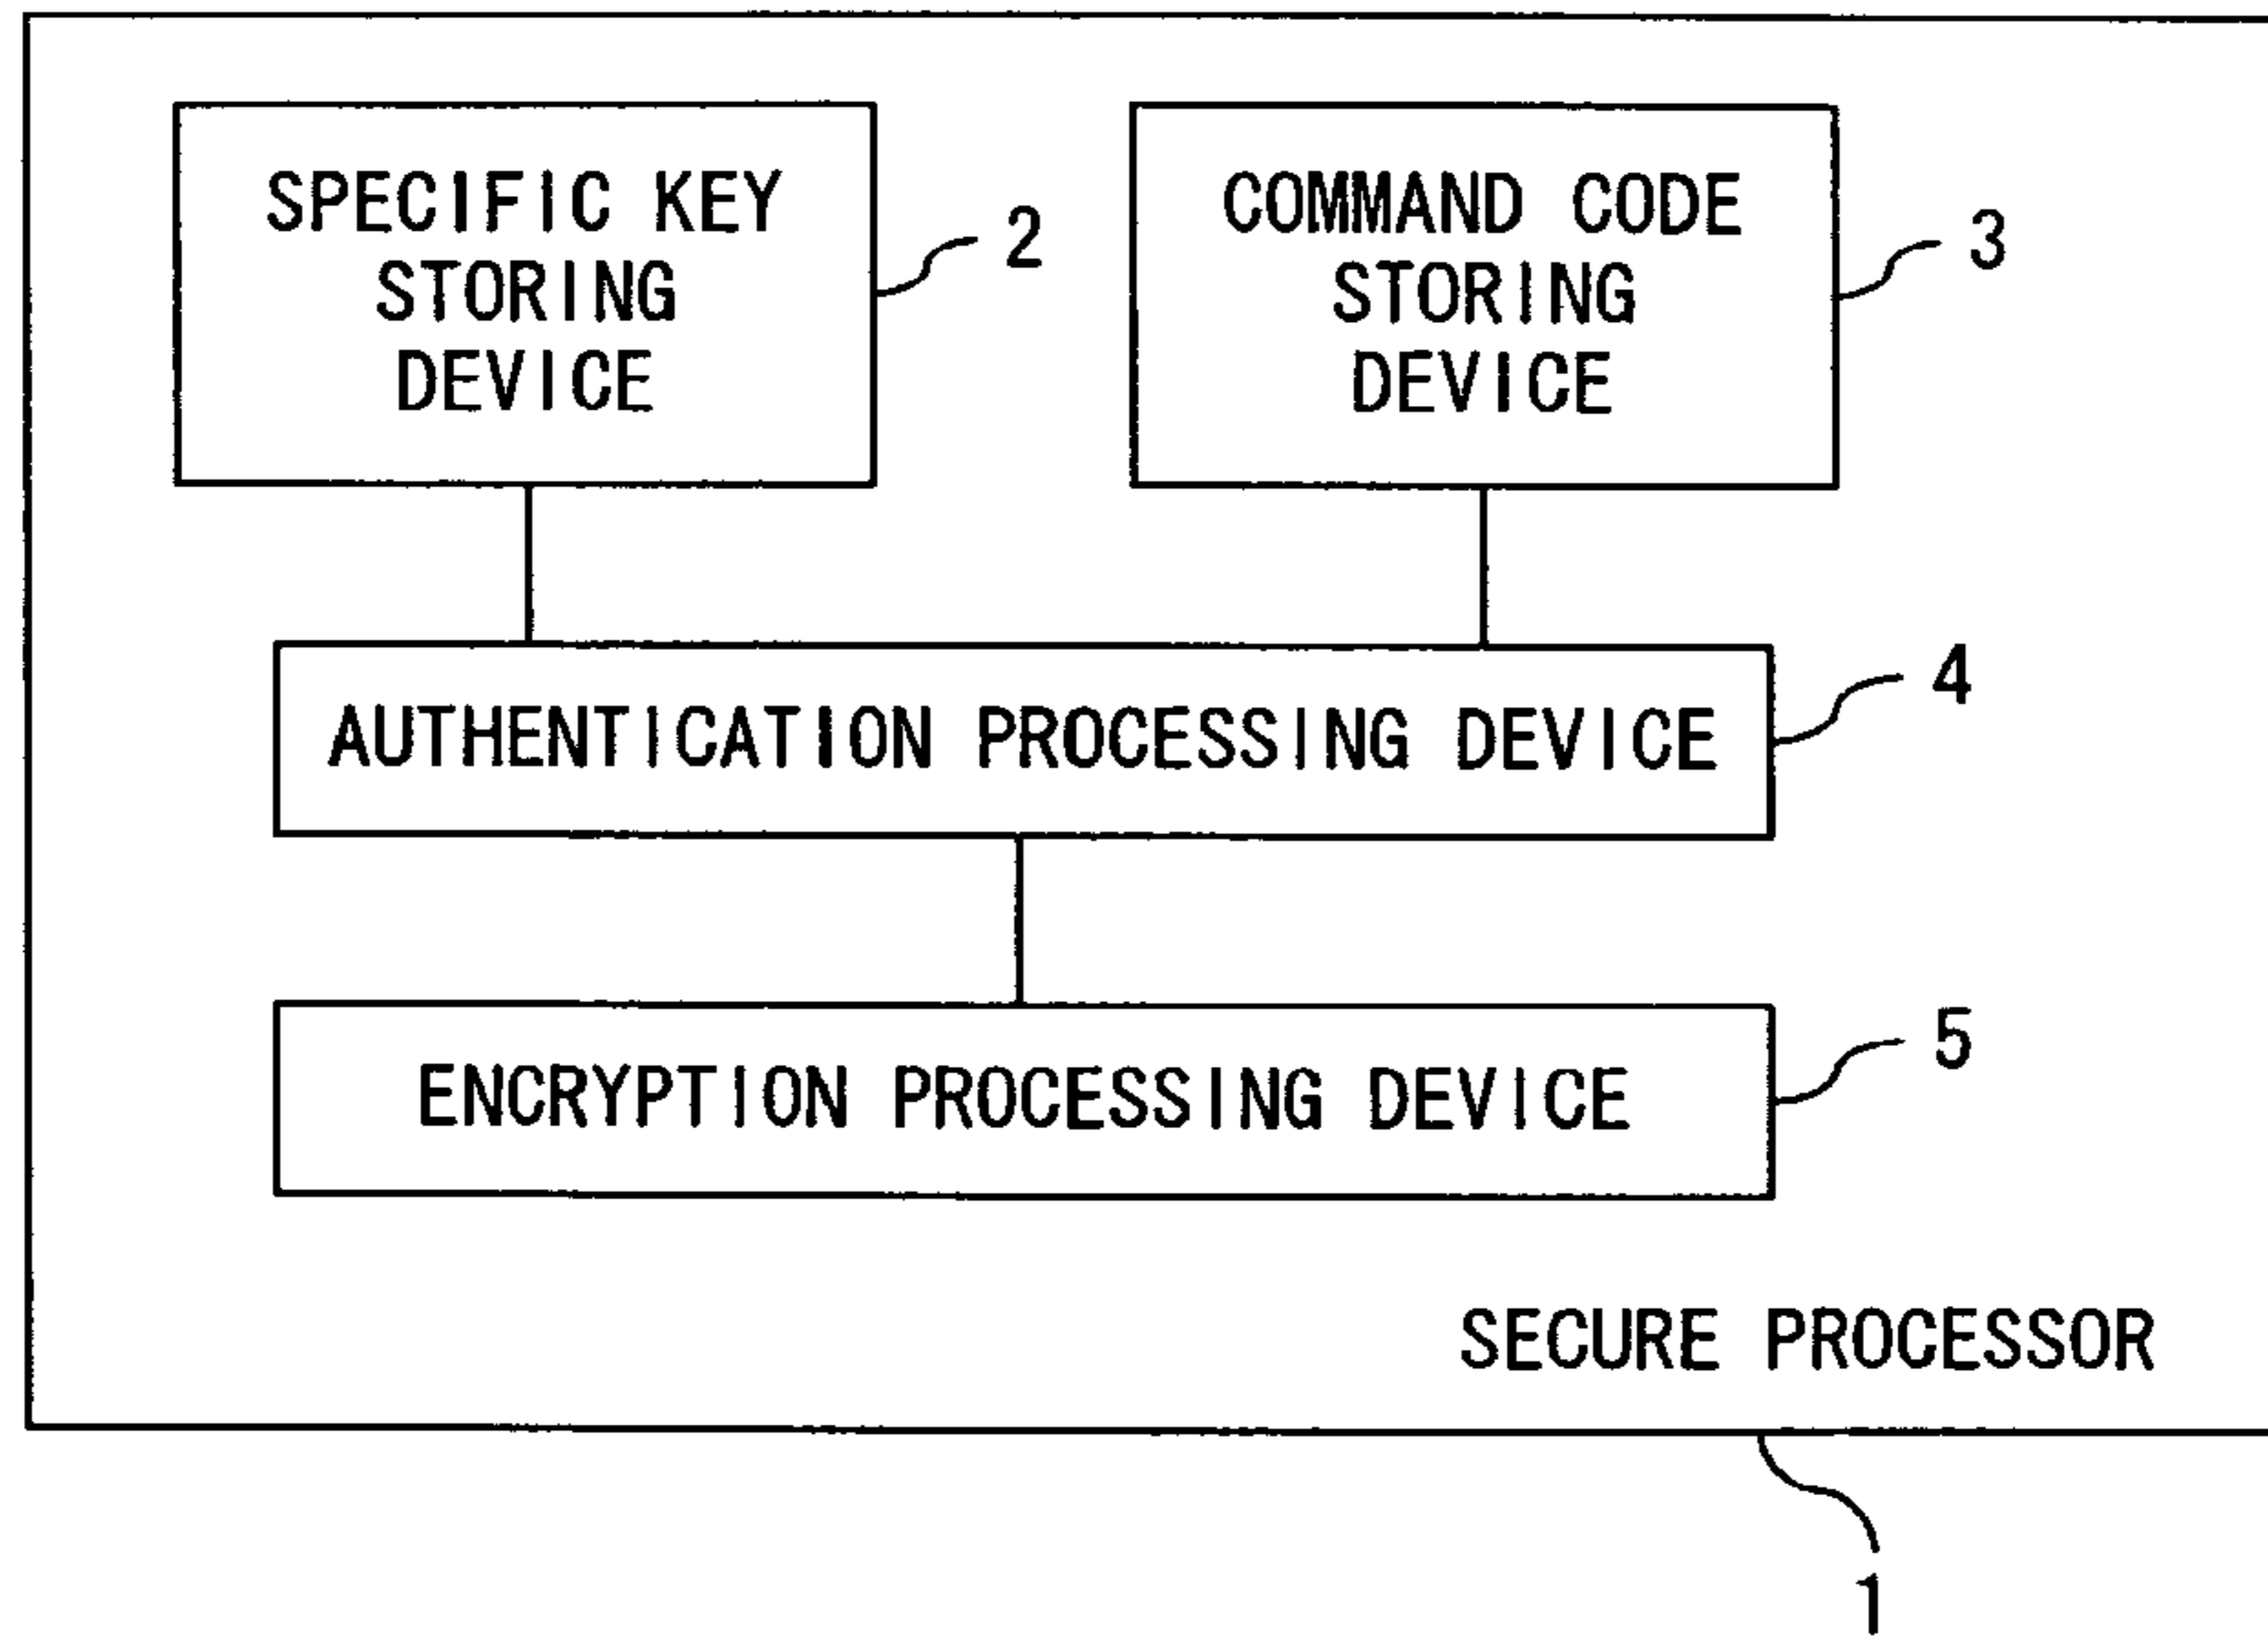 SPECIFIC KEY
STORING
DEVICE
2
COMMAND CODE
STORING
DEVICE
3
AUTHENTICATION PROCESSING DEVICE
4
ENCRYPTION PROCESSING DEVICE
5
SECURE PROCESSOR
1